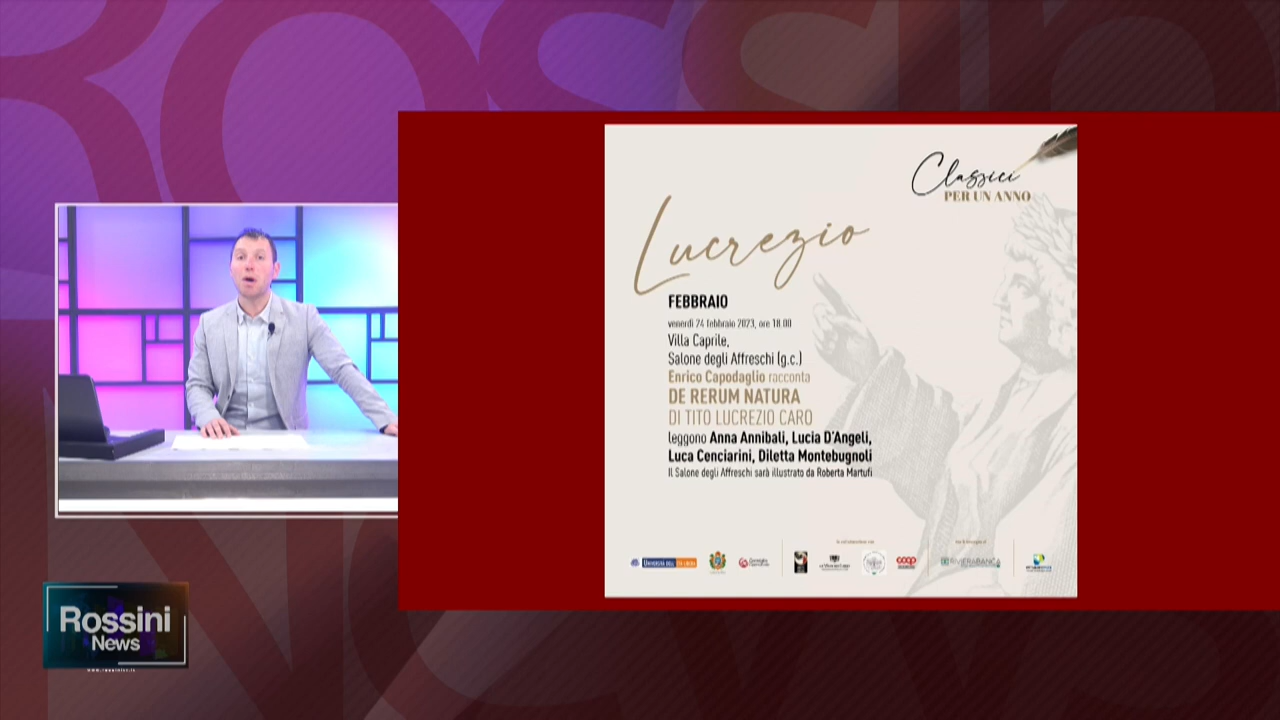 Classici
PER UN ANNO
Lucrezio
FEBBRAIO
venerdì 24 febbraio 2023, ore 18.00
Villa Caprile,
Salone degli Affreschi (g.c.)
Enrico Capodaglio racconta
DE RERUM NATURA
DI TITO LUCREZIO CARO
leggono Anna Annibali, Lucia D'Angeli,
Luca Cenciarini, Diletta Montebugnoli
Il Salone degli Affreschi sarà illustrato da Roberta Martufi
coop
RIVIERABANCA
Rossini
News